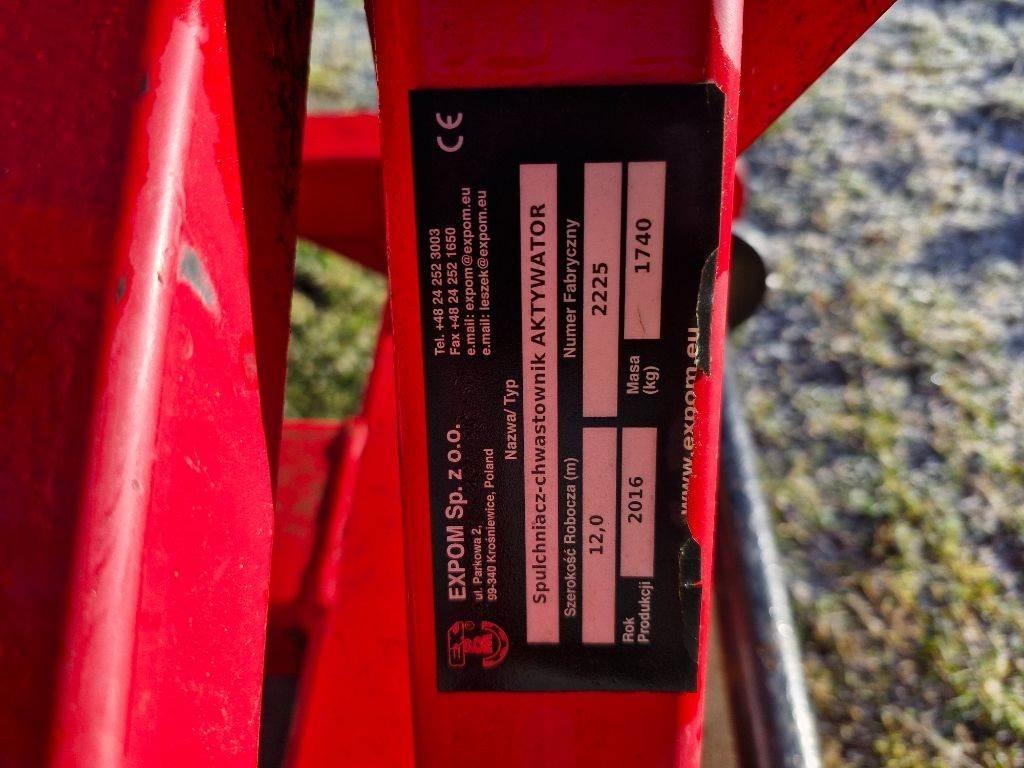 EXPOM Sp. z o.o.
ul. Parkowa 2,
99-340 Krośniewice, Poland
Tel. +48 24 252 3003
Fax +48 24 252 1650
e.mail: expom@expom.eu
e.mail: leszek@expom.eu
CE
Nazwa/ Typ
Spulchniacz-chwastownik AKTYWATOR
Szerokość Robocza (m)
12,0
Numer Fabryczny
2225
Rok
Produkcji
2016
Masa
(kg)
1740
www.expom.eu